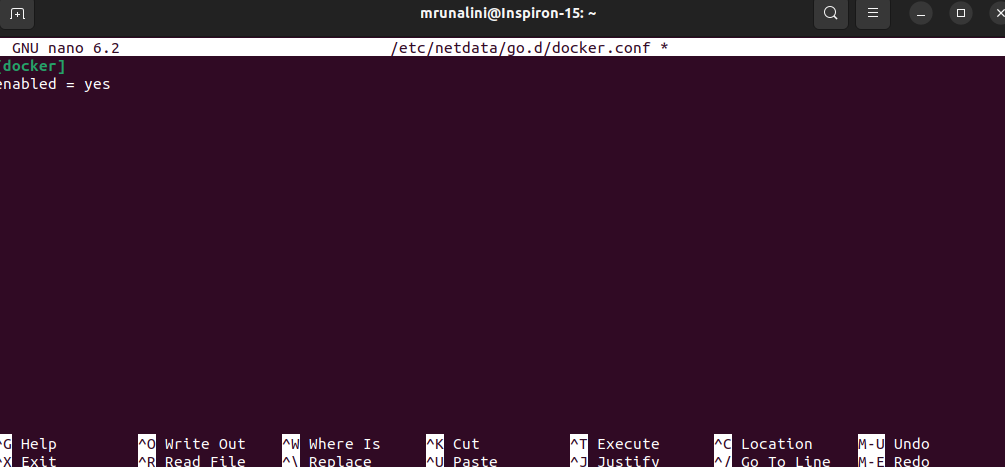 mrunalini@Inspiron-15: ~
GNU nano 6.2 /etc/netdata/go.d/docker.conf *
[docker]
enabled = yes
^G Help ^O Write Out ^W Where Is ^K Cut ^T Execute ^C Location M-U Undo
^X Exit ^R Read File ^\ Replace ^U Paste ^J Justify ^/ Go To Line M-E Redo